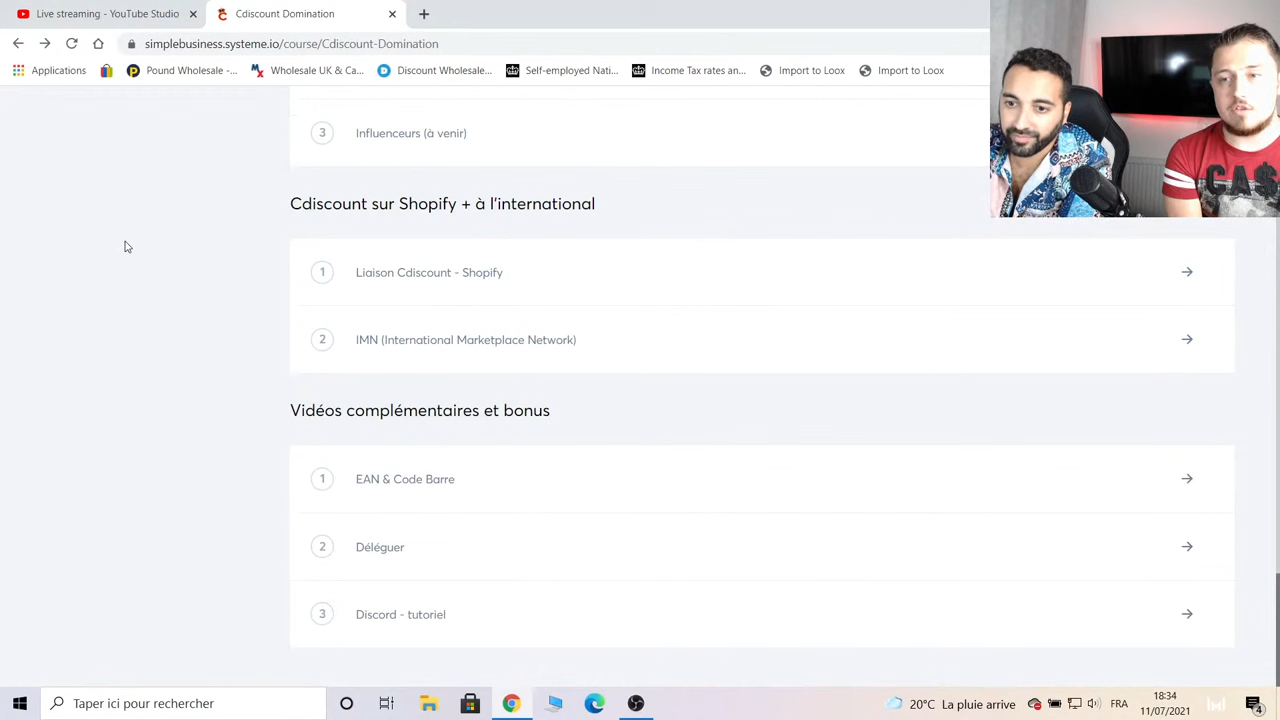 Live streaming - YouTube Studio
Cdiscount Domination
simplebusiness.systeme.io/course/Cdiscount-Domination
Applications
Pound Wholesale -...
Wholesale UK & Ca...
Discount Wholesale...
Self-employed Nati...
Income Tax rates an...
Import to Loox
Import to Loox
3 Influenceurs (à venir)
Cdiscount sur Shopify + à l'international
1 Liaison Cdiscount - Shopify
2 IMN (International Marketplace Network)
Vidéos complémentaires et bonus
1 EAN & Code Barre
2 Déléguer
3 Discord - tutoriel
CA$
Taper ici pour rechercher
20°C La pluie arrive
FRA
18:34
11/07/2021
4